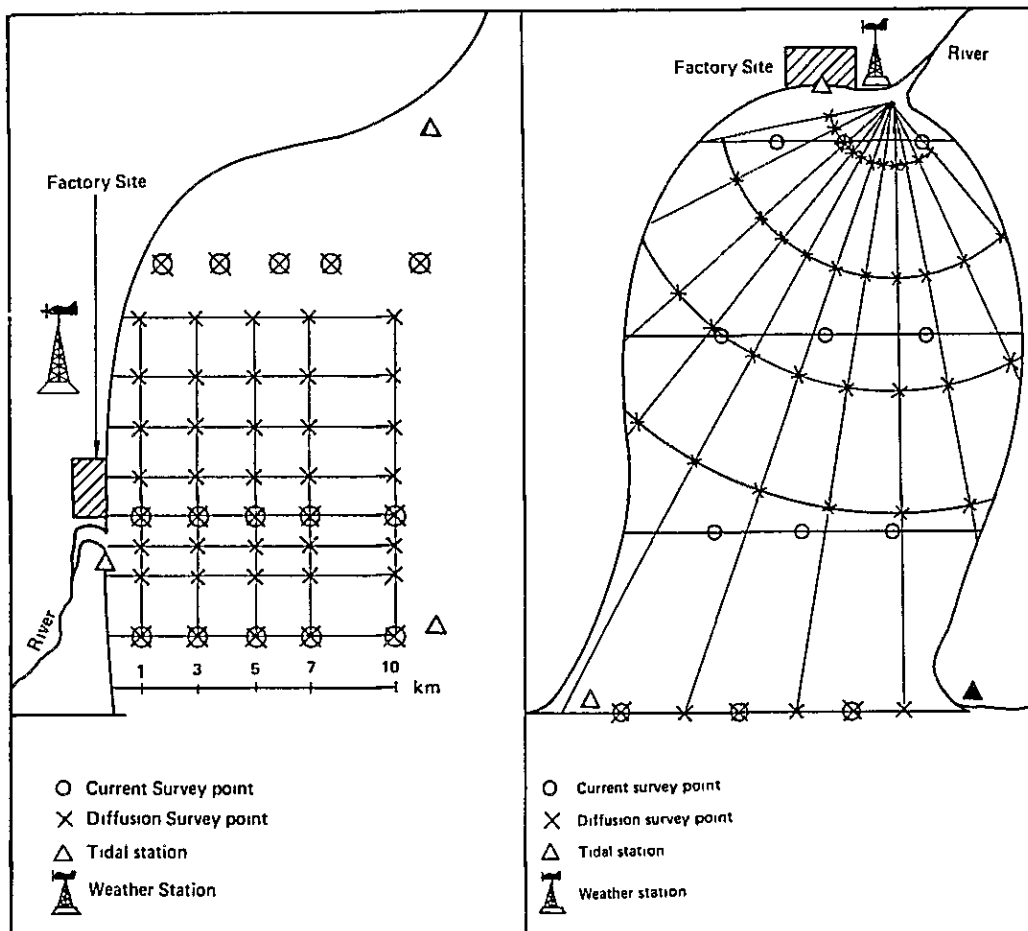 Factory Site
River
1 3 5 7 10
km
Current Survey point
Diffusion Survey point
Tidal station
Weather Station
Factory Site
River
Current survey point
Diffusion survey point
Tidal station
Weather station